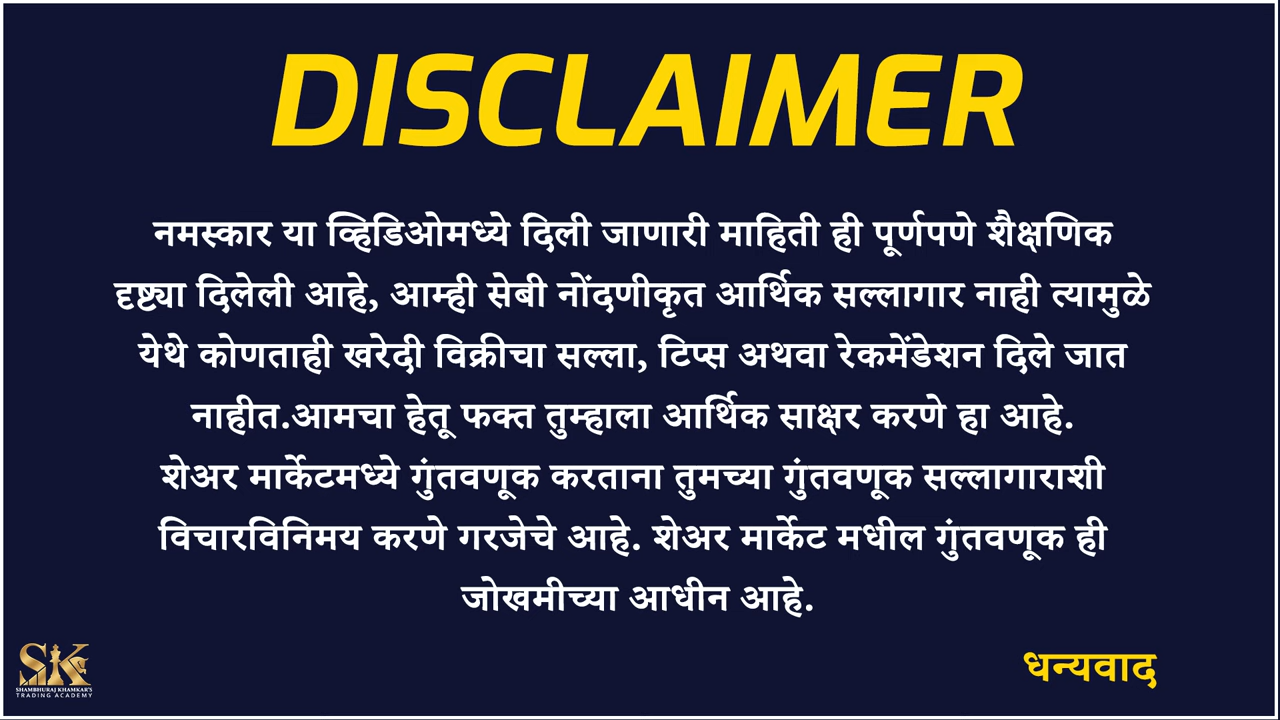 DISCLAIMER
नमस्कार या व्हिडिओमध्ये दिली जाणारी माहिती ही पूर्णपणे शैक्षणिक
दृष्ट्या दिलेली आहे, आम्ही सेबी नोंदणीकृत आर्थिक सल्लागार नाही त्यामुळे
येथे कोणताही खरेदी विक्रीचा सल्ला, टिप्स अथवा रेकमेंडेशन दिले जात
नाहीत.आमचा हेतू फक्त तुम्हाला आर्थिक साक्षर करणे हा आहे.
शेअर मार्केटमध्ये गुंतवणूक करताना तुमच्या गुंतवणूक सल्लागाराशी
विचारविनिमय करणे गरजेचे आहे. शेअर मार्केट मधील गुंतवणूक ही
जोखमीच्या आधीन आहे.
धन्यवाद
SK
SHAMBHURAJ KHAMKAR'S
TRADING ACADEMY